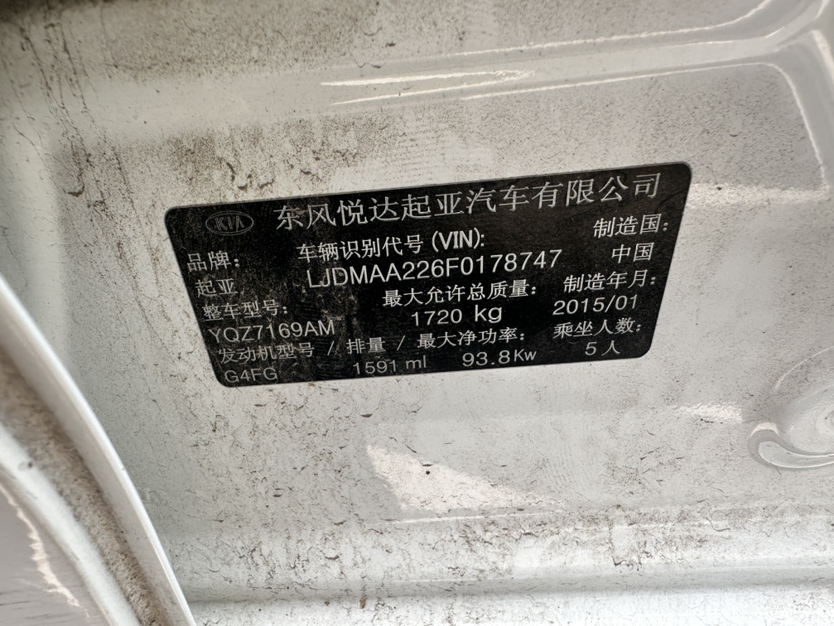 KIA 东风悦达起亚汽车有限公司
品牌: 车辆识别代号 (VIN): 制造国:
起亚 LJDMAA226F0178747 中国
整车型号: 最大允许总质量: 制造年月:
YQZ7169AM 1720 kg 2015/01
发动机型号 / 排量 / 最大净功率: 乘坐人数:
G4FG 1591 ml 93.8Kw 5人